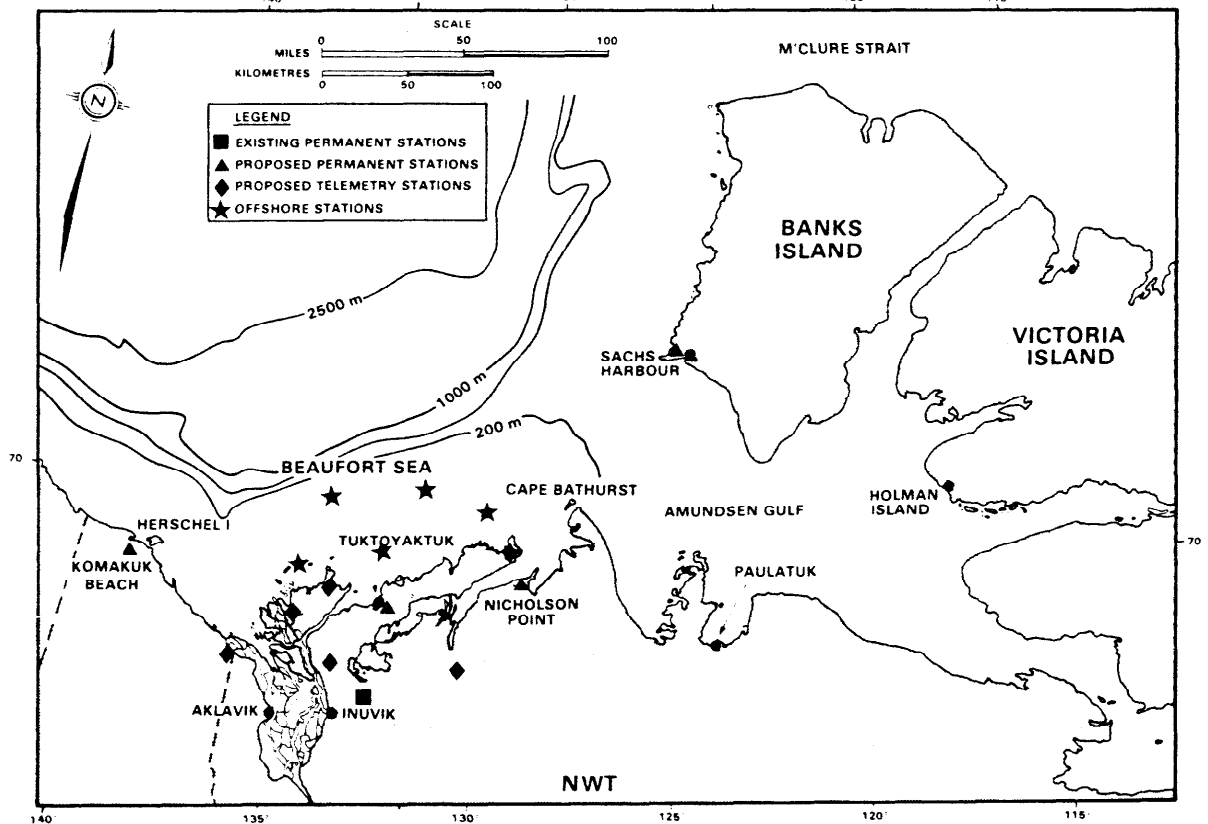 SCALE
0 50 100
MILES
KILOMETRES
0 50 100
M'CLURE STRAIT
N
LEGEND
EXISTING PERMANENT STATIONS
PROPOSED PERMANENT STATIONS
PROPOSED TELEMETRY STATIONS
OFFSHORE STATIONS
BANKS
ISLAND
2500 m
VICTORIA
ISLAND
SACHS
HARBOUR
1000 m
200 m
70
BEAUFORT SEA
CAPE BATHURST
HOLMAN
ISLAND
AMUNDSEN GULF
HERSCHEL I
TUKTOYAKTUK
70
KOMAKUK
BEACH
PAULATUK
NICHOLSON
POINT
AKLAVIK
INUVIK
NWT
140 135 130 125 120 115